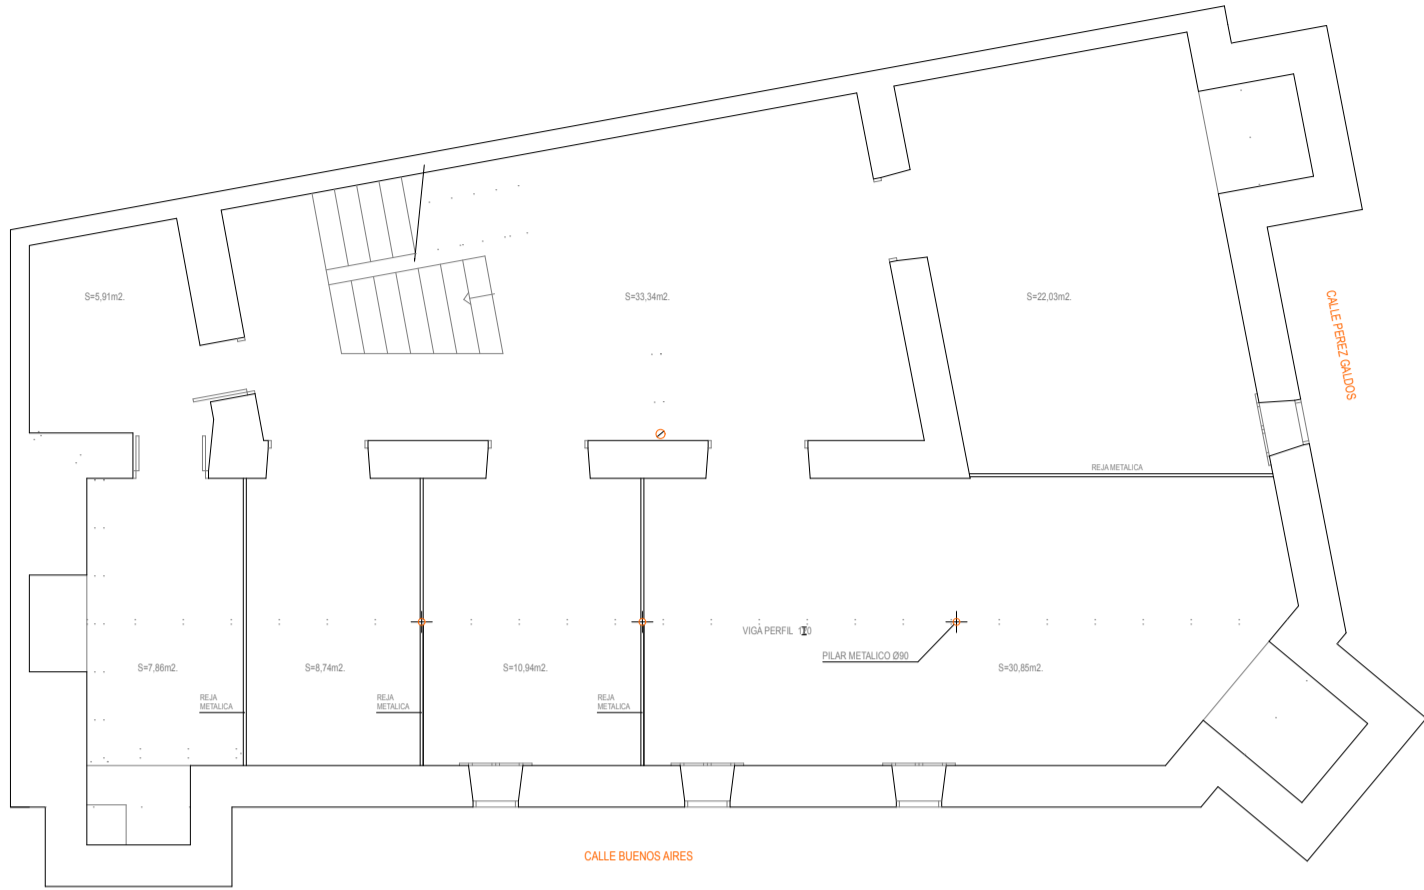 S=5,91m2.
S=33,34m2.
S=22,03m2.
CALLE PEREZ GALDOS
REJA METALICA
VIGA PERFIL
PILAR METALICO Ø90
S=7,86m2.
S=8,74m2.
S=10,94m2.
S=30,85m2.
REJA
METALICA
REJA
METALICA
REJA
METALICA
CALLE BUENOS AIRES